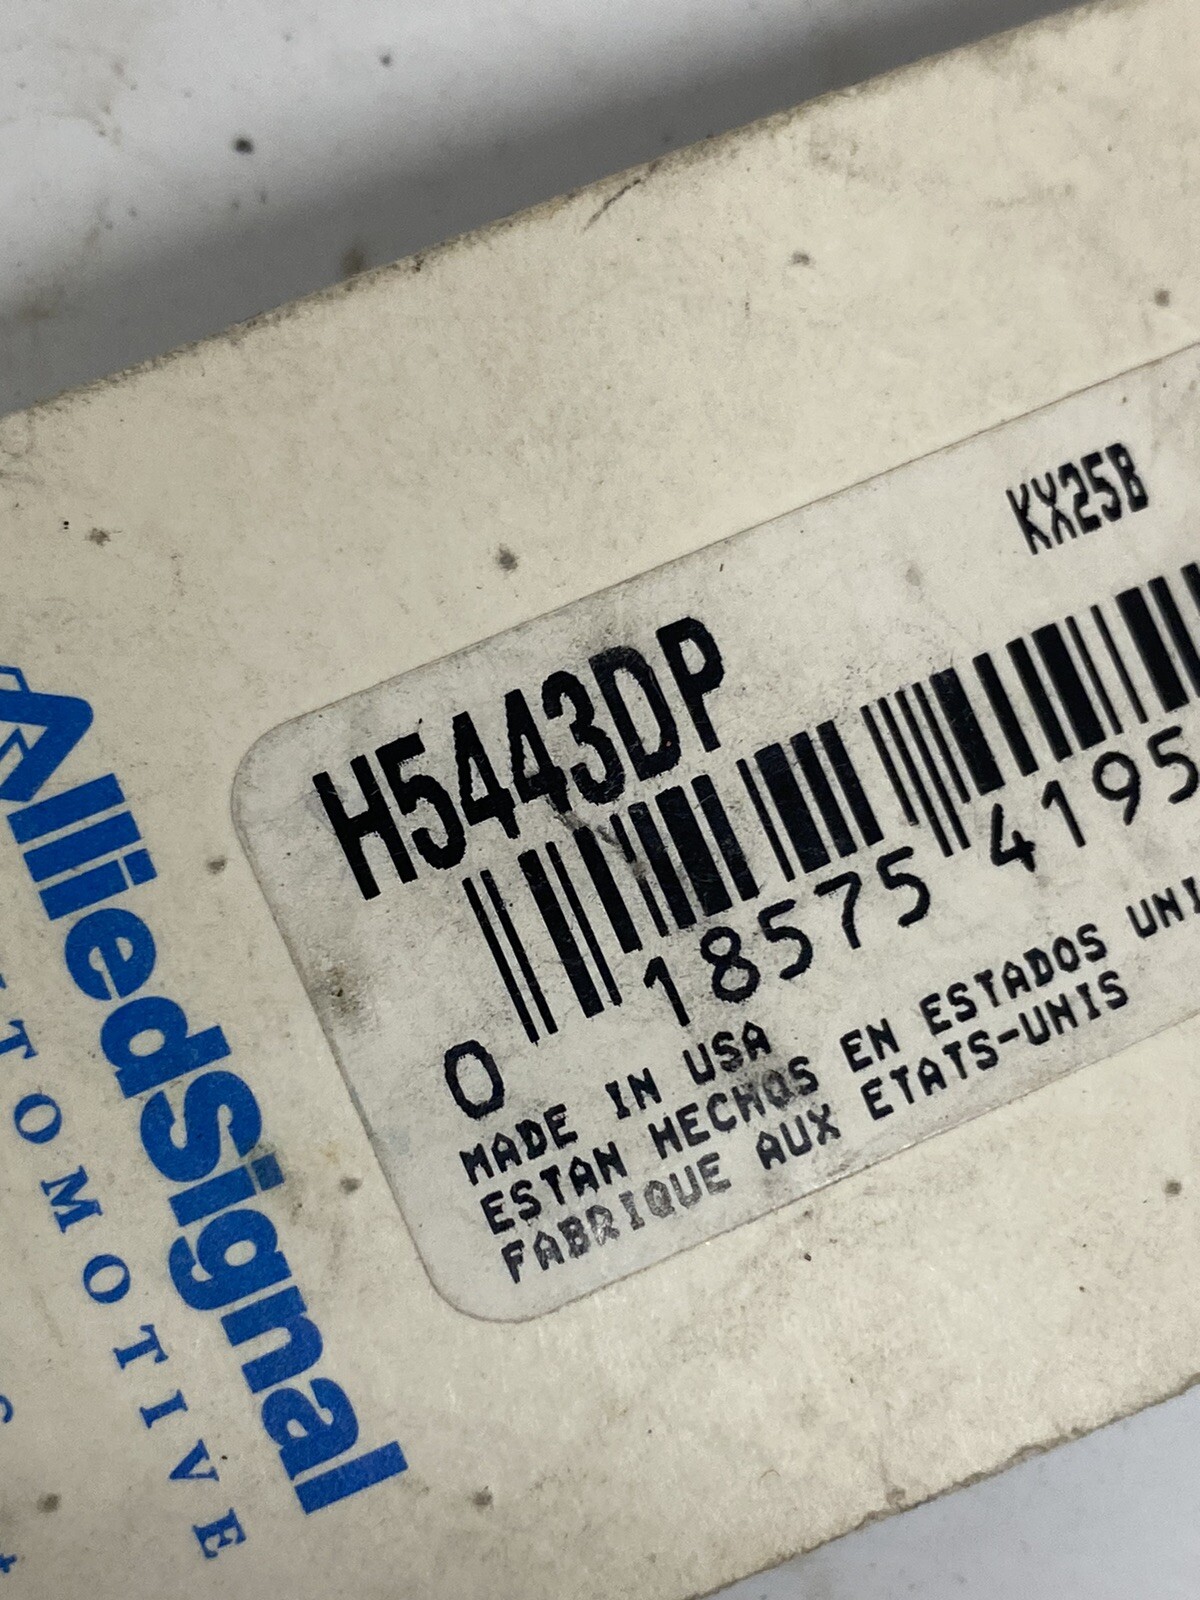 KX25B
H5443DP
0 18575 4195
MADE IN USA
ESTAN HECHOS EN ESTADOS UNI
FABRIQUE AUX ETATS-UNIS
AlliedSignal
TOMOTIVE